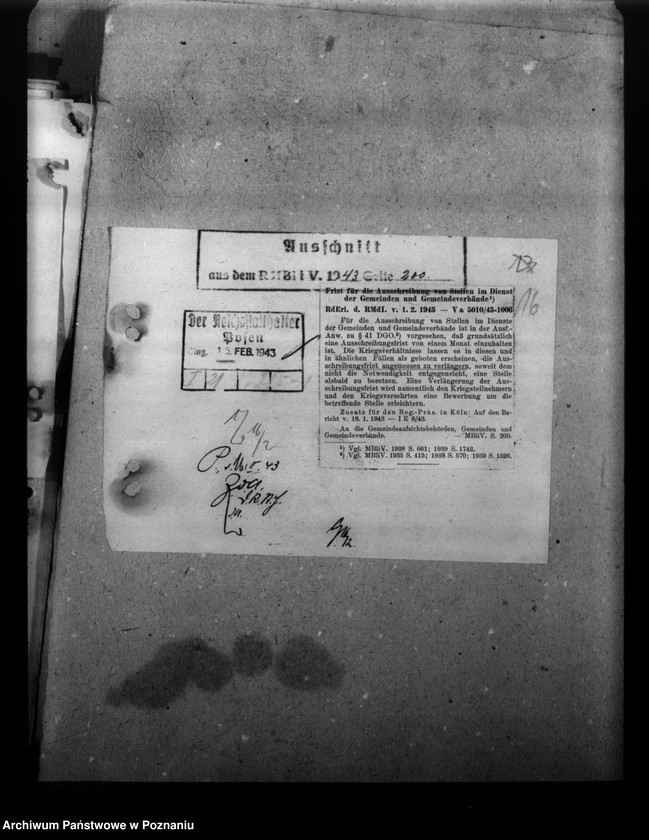 Ausschnitt
aus dem RMBliV. 1943 Seite 200.
16
Der Reichsstatthalter
Posen
Eing. 13. FEB. 1943
Frist für die Ausschreibung von Stellen im Dienst
der Gemeinden und Gemeindeverbände¹)
RdErl. d. RMdI. v. 1. 2. 1943 — V a 5010/43-1006
Für die Ausschreibung von Stellen im Dienste
der Gemeinden und Gemeindeverbände ist in der Ausf.-
Anw. zu § 41 DGO.²) vorgesehen, daß grundsätzlich
eine Ausschreibungsfrist von einem Monat einzuhalten
ist. Die Kriegsverhältnisse lassen es in diesen und
in ähnlichen Fällen als geboten erscheinen, die Aus-
schreibungsfrist angemessen zu verlängern, soweit dem
nicht die Notwendigkeit entgegensteht, eine Stelle
alsbald zu besetzen. Eine Verlängerung der Aus-
schreibungsfrist wird namentlich den Kriegsteilnehmern
und den Kriegsversehrten eine Bewerbung um die
betreffende Stelle erleichtern.
Zusatz für den Reg.-Präs. in Köln: Auf den Be-
richt v. 18. 1. 1943 — I E 6/43.
An die Gemeindeaufsichtsbehörden, Gemeinden und
Gemeindeverbände. — MBliV. S. 200.
¹) Vgl. MBliV. 1938 S. 661; 1939 S. 1742.
²) Vgl. MBliV. 1935 S. 415; 1938 S. 570; 1939 S. 1526.
Archiwum Państwowe w Poznaniu